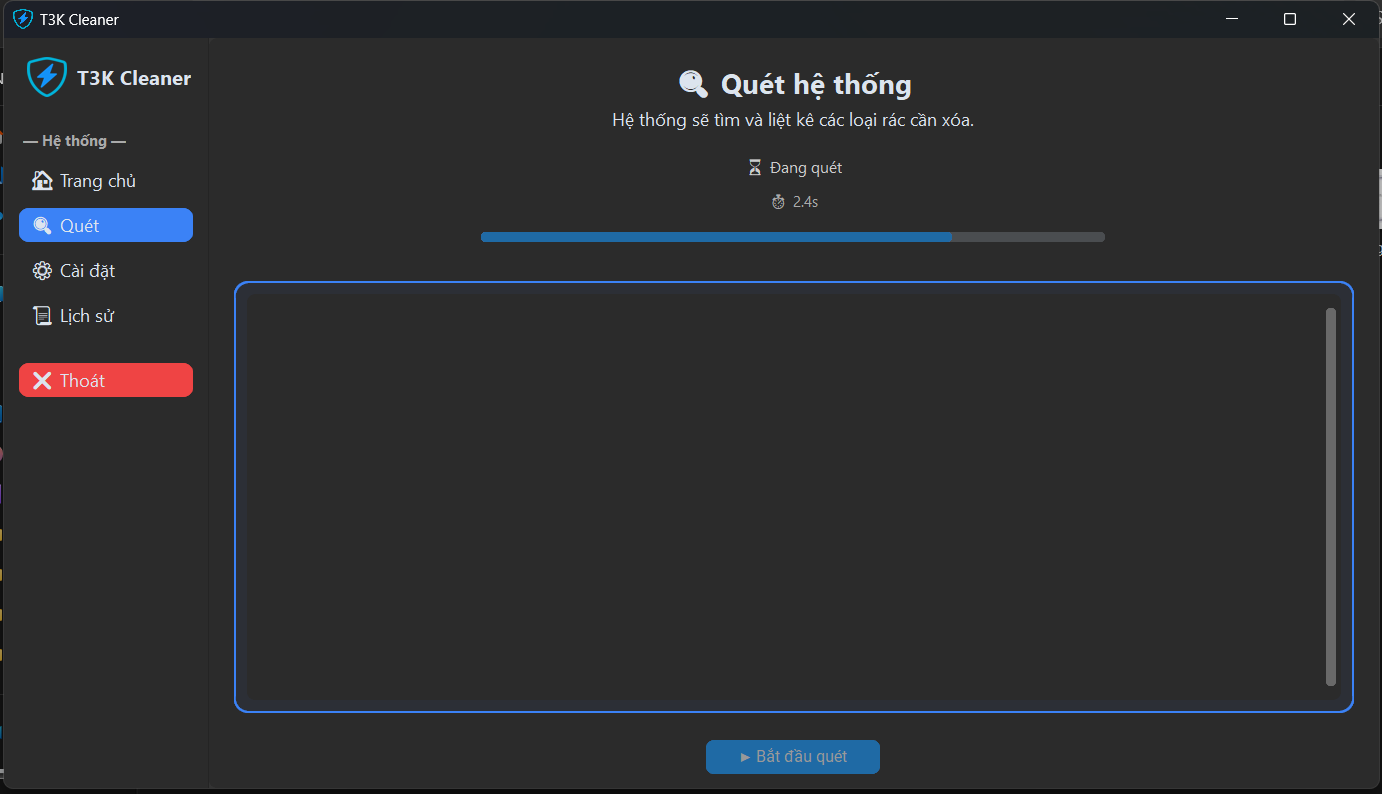 T3K Cleaner
T3K Cleaner
— Hệ thống —
Trang chủ
Quét
Cài đặt
Lịch sử
Thoát
Quét hệ thống
Hệ thống sẽ tìm và liệt kê các loại rác cần xóa.
Đang quét
2.4s
Bắt đầu quét